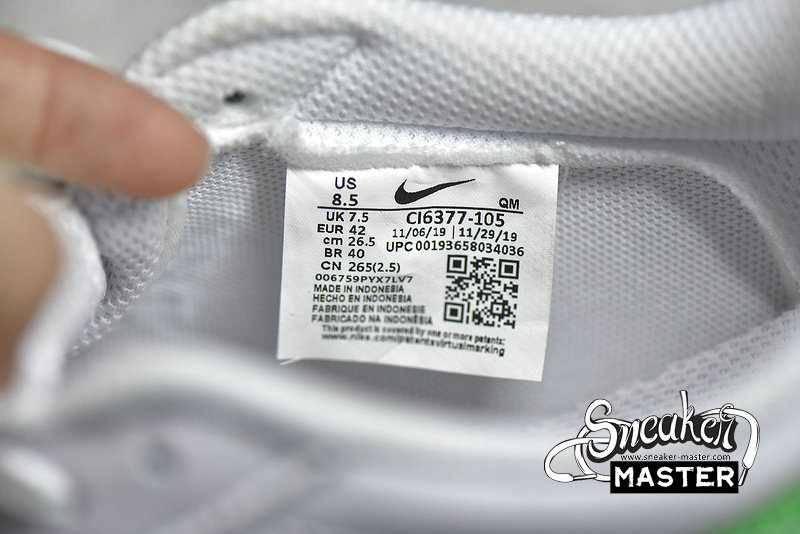 US
8.5
QM
UK 7.5
EUR 42
cm 26.5
BR 40
CN 265(2.5)
CI6377-105
11/06/19 | 11/29/19
UPC 00193658034036
006759PYX7LV7
MADE IN INDONESIA
HECHO EN INDONESIA
FABRIQUE EN INDONESIE
FABRICADO NA INDONESIA
This product is covered by one or more patents:
www.nike.com/patentsvirtualmarking
Sneaker
www.sneaker-master.com
MASTER